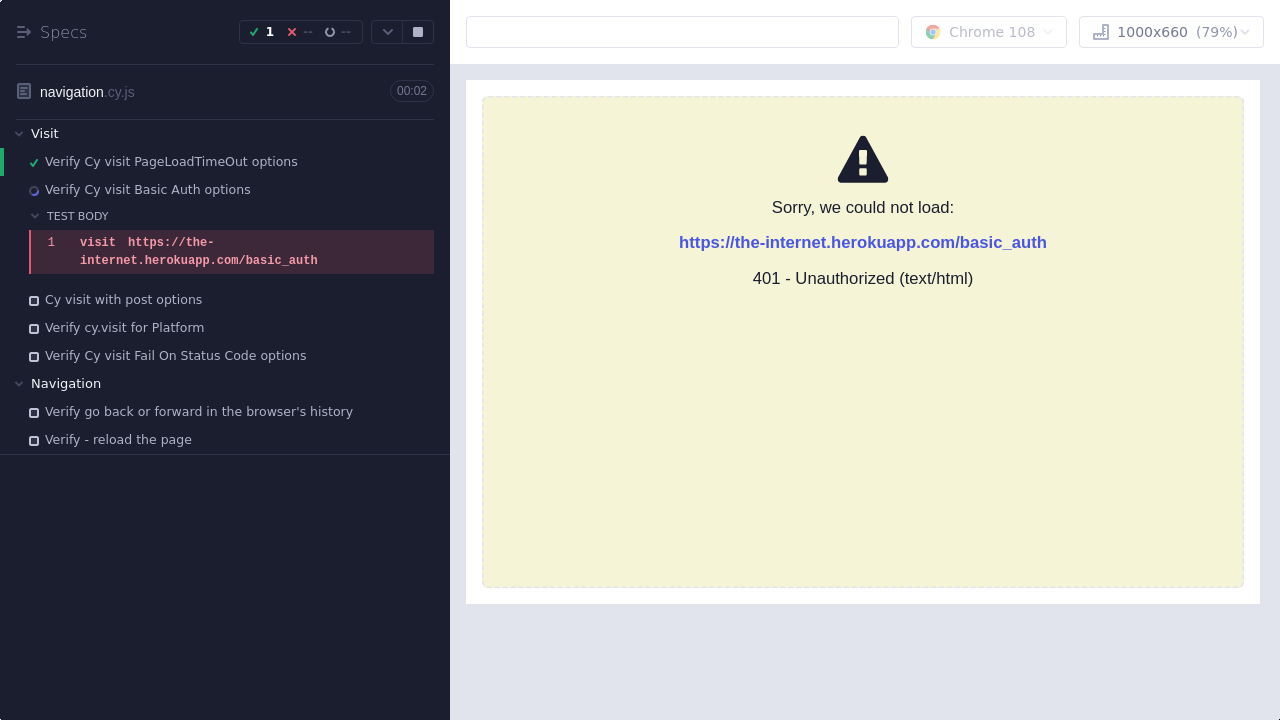 Specs
1
--
--
navigation.cy.js
00:02
Visit
Verify Cy visit PageLoadTimeOut options
Verify Cy visit Basic Auth options
TEST BODY
1 visit https://the-
internet.herokuapp.com/basic_auth
Cy visit with post options
Verify cy.visit for Platform
Verify Cy visit Fail On Status Code options
Navigation
Verify go back or forward in the browser's history
Verify - reload the page
Chrome 108
1000x660 (79%)
Sorry, we could not load:
https://the-internet.herokuapp.com/basic_auth
401 - Unauthorized (text/html)